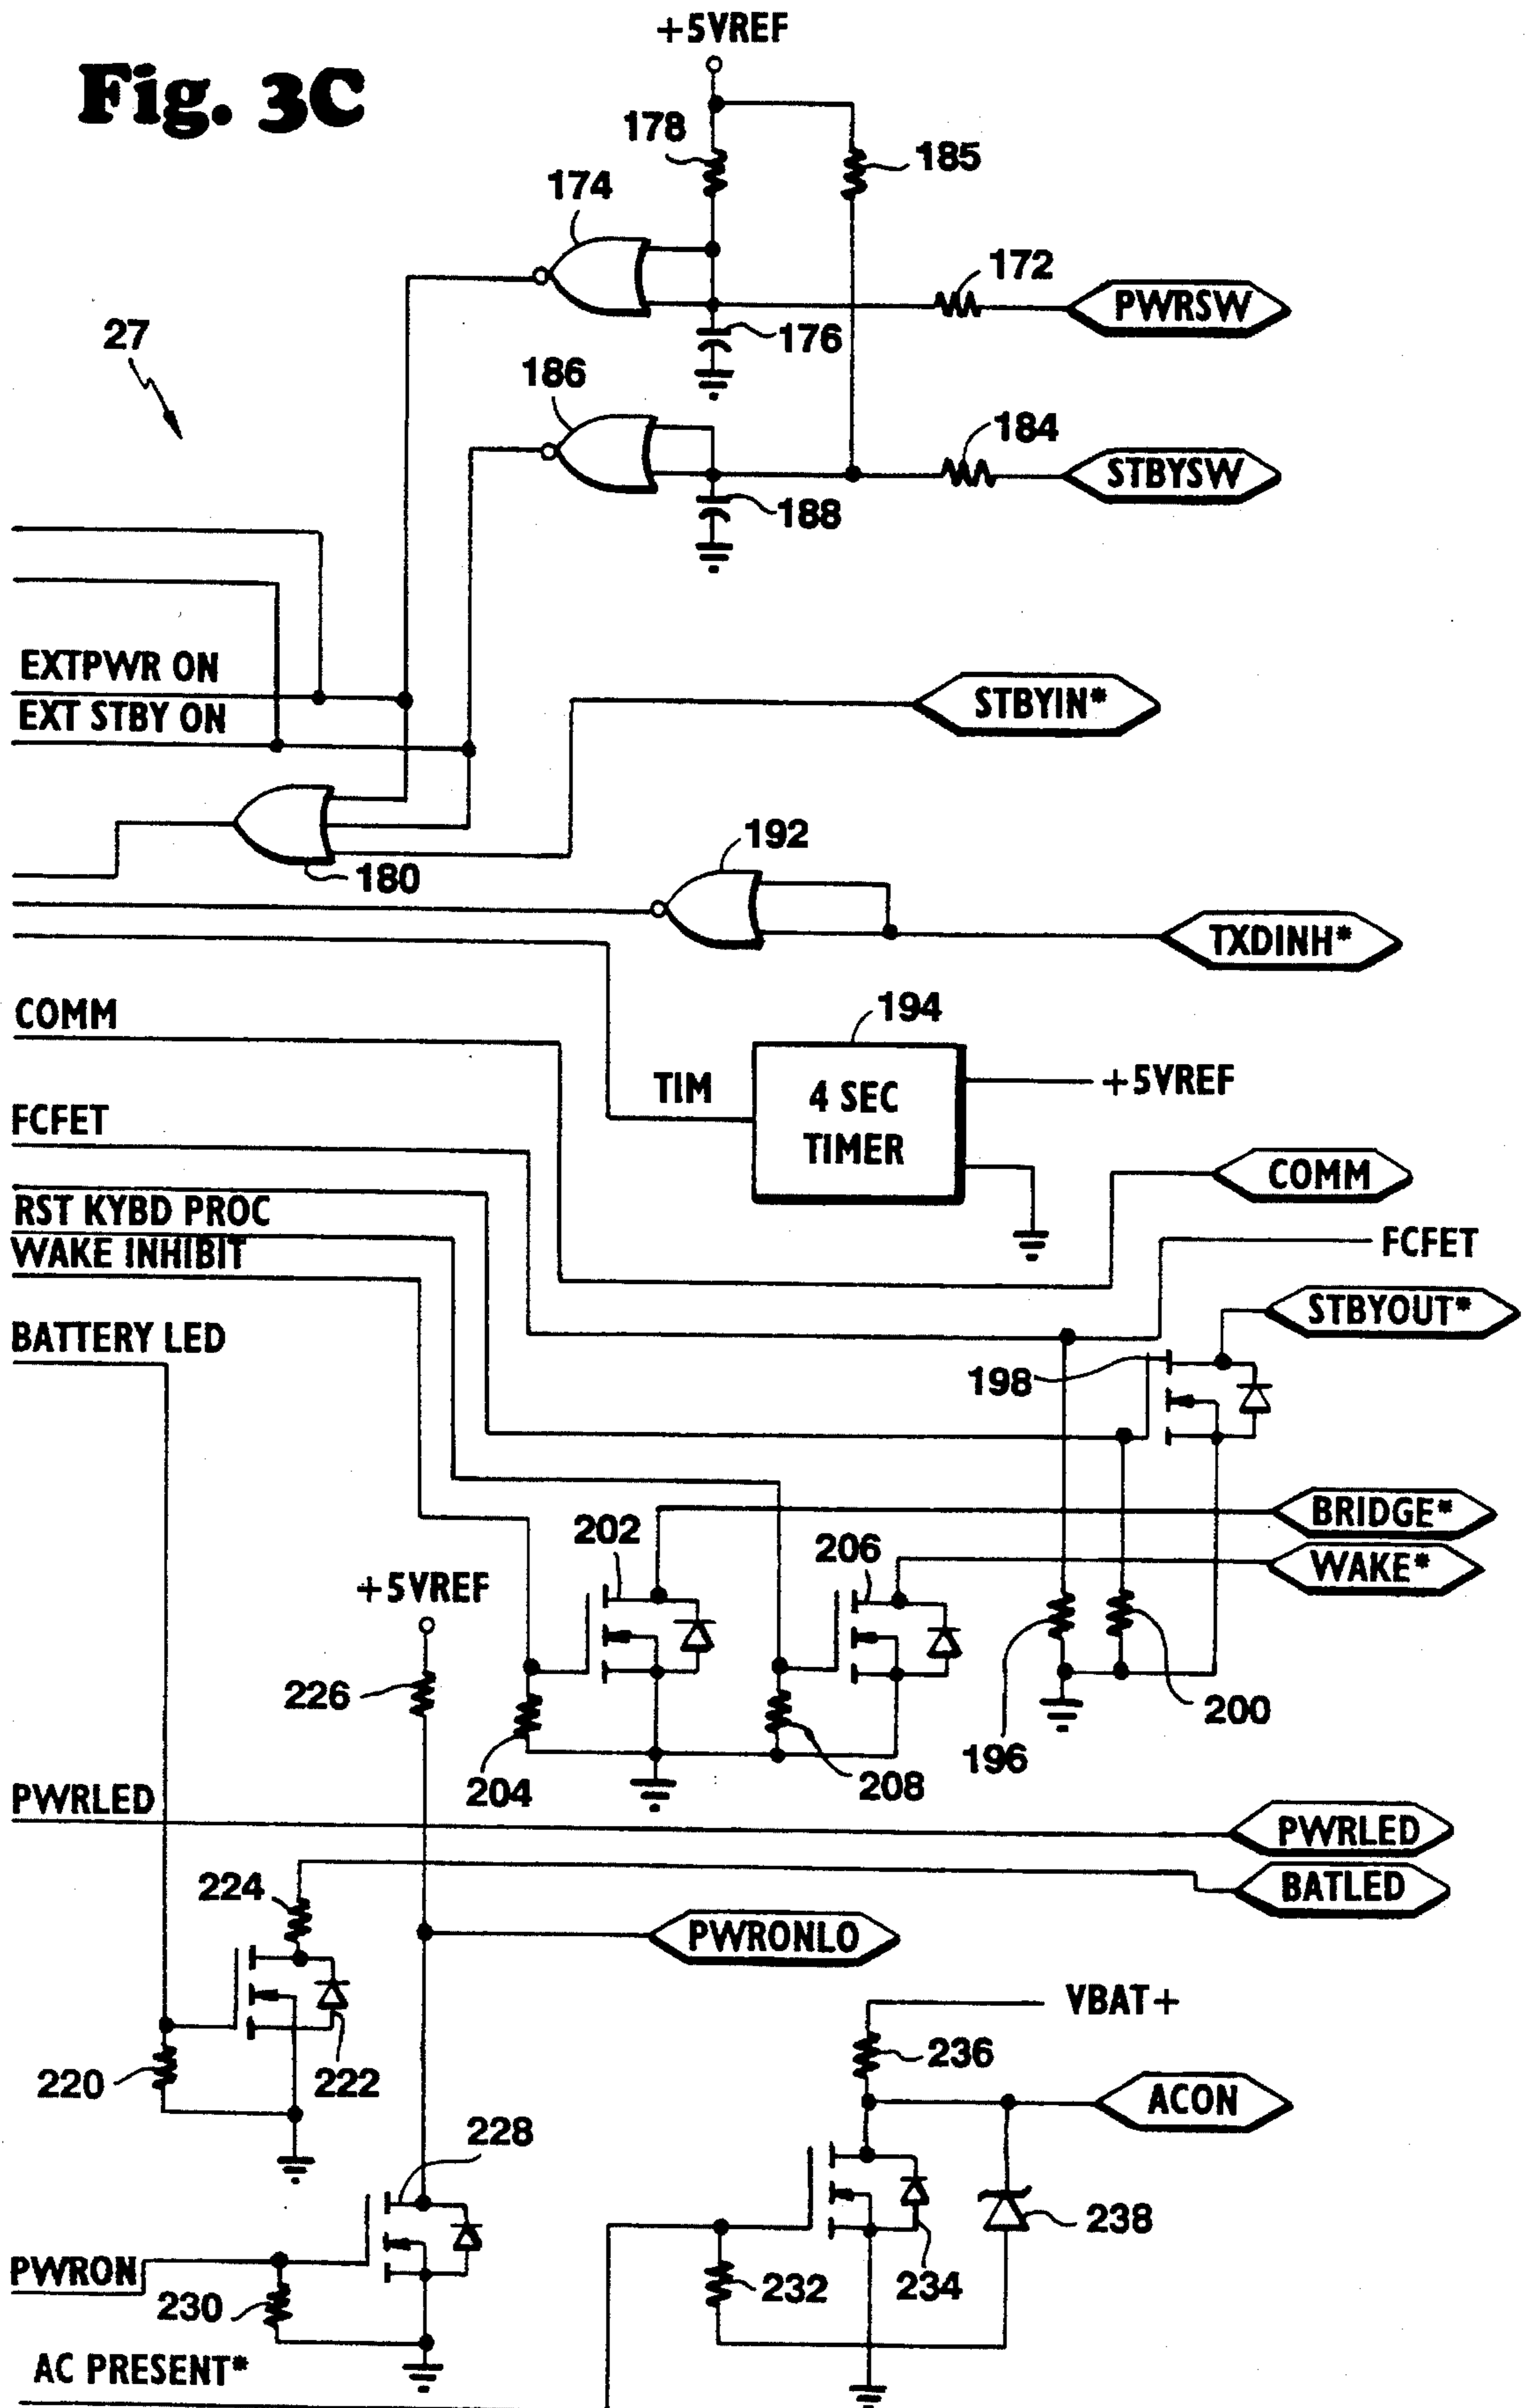 +5VREF
Fig. 3C
178
185
174
172
PWRSW
27
176
186
184
STBYSW
188
EXTPWR ON
STBYIN*
EXT STBY ON
192
180
TXDINH*
194
COMM
TIM
4 SEC
TIMER
+5VREF
FCFET
COMM
RST KYBD PROC
WAKE INHIBIT
FCFET
STBYOUT*
BATTERY LED
198
BRIDGE*
202
206
WAKE*
+5VREF
226
200
196
204
208
PWRLED
PWRLED
224
BATLED
PWRONLO
VBAT+
236
220
222
ACON
228
238
PWRON
230
232
234
AC PRESENT*